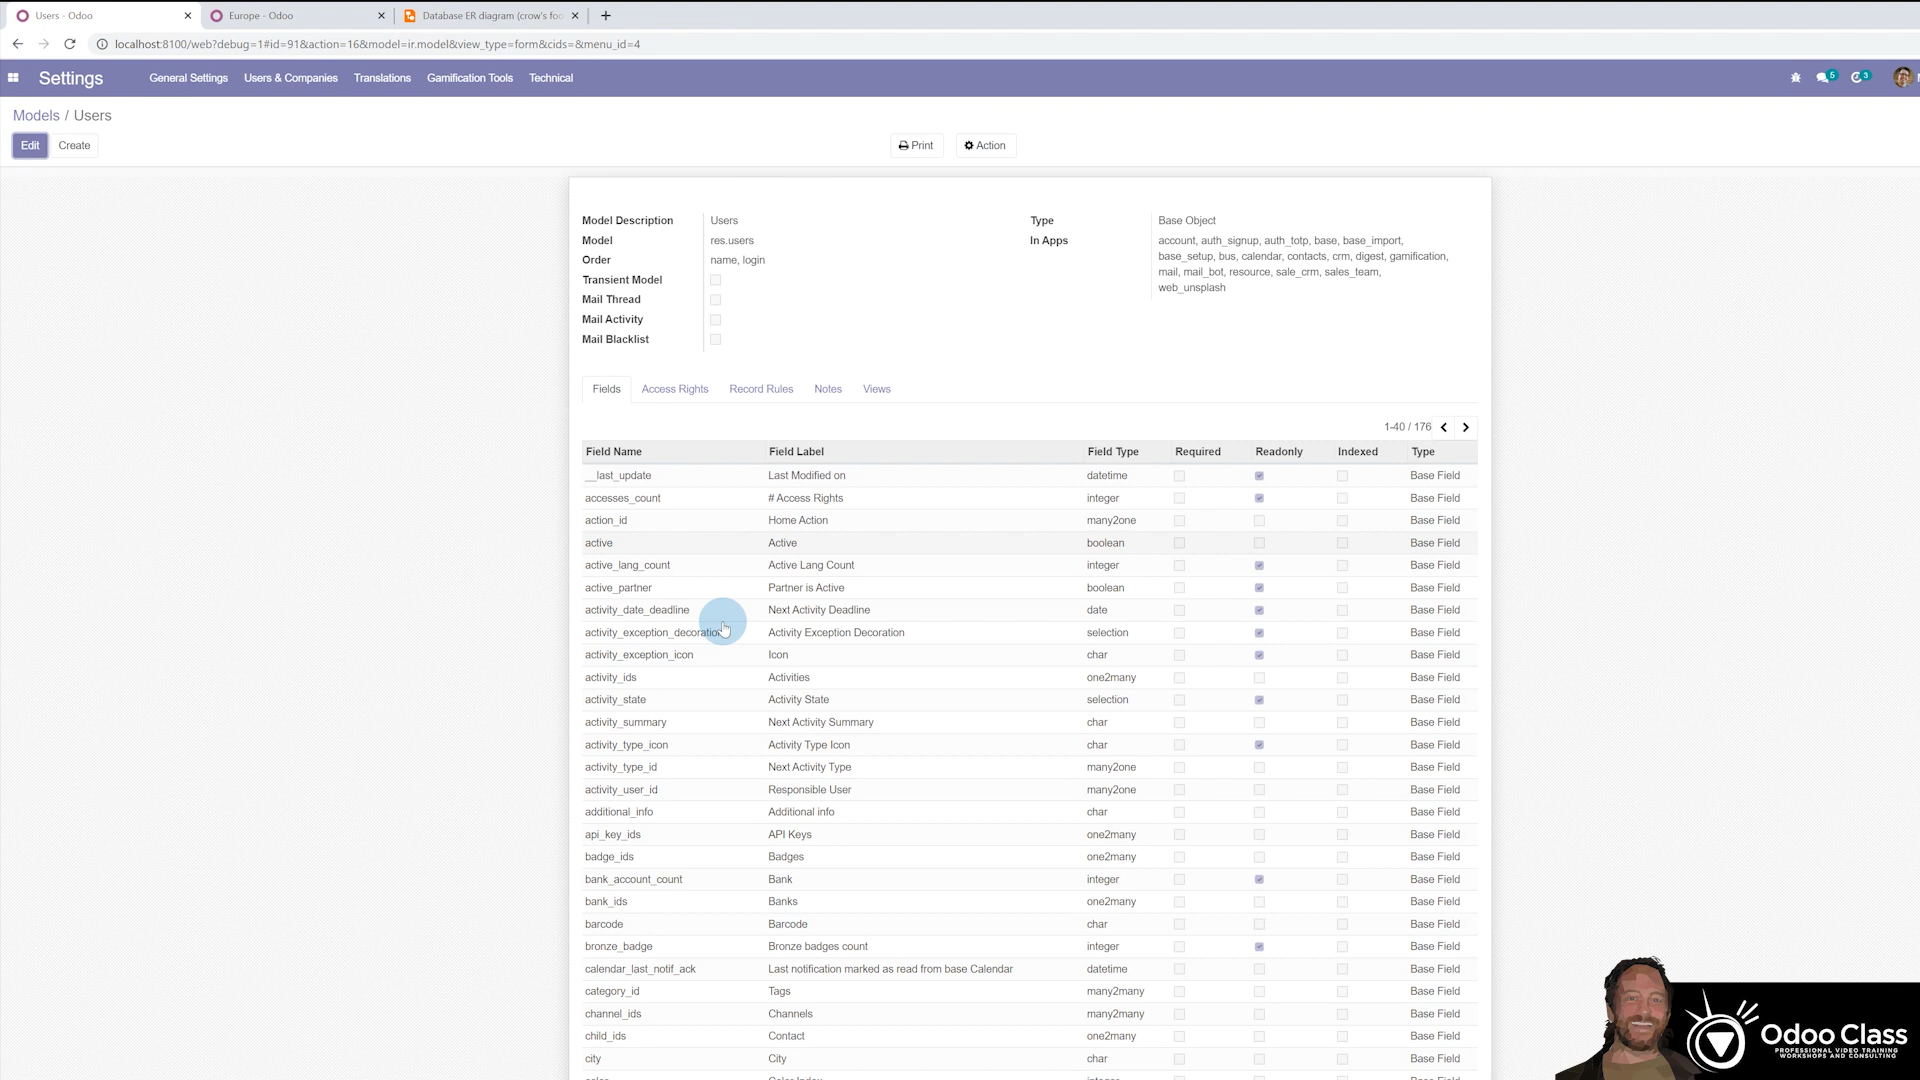 Users - Odoo
Europe - Odoo
Database ER diagram (crow's foo
localhost:8100/web?debug=1#id=91&action=16&model=ir.model&view_type=form&cids=&menu_id=4
Settings General Settings Users & Companies Translations Gamification Tools Technical 5 3
Models / Users
Edit Create Print Action
Model Description Users Type Base Object
Model res.users In Apps account, auth_signup, auth_totp, base, base_import,
Order name, login base_setup, bus, calendar, contacts, crm, digest, gamification,
mail, mail_bot, resource, sale_crm, sales_team,
web_unsplash
Transient Model
Mail Thread
Mail Activity
Mail Blacklist
Fields Access Rights Record Rules Notes Views
1-40 / 176
Field Name Field Label Field Type Required Readonly Indexed Type
__last_update Last Modified on datetime Base Field
accesses_count # Access Rights integer Base Field
action_id Home Action many2one Base Field
active Active boolean Base Field
active_lang_count Active Lang Count integer Base Field
active_partner Partner is Active boolean Base Field
activity_date_deadline Next Activity Deadline date Base Field
activity_exception_decoration Activity Exception Decoration selection Base Field
activity_exception_icon Icon char Base Field
activity_ids Activities one2many Base Field
activity_state Activity State selection Base Field
activity_summary Next Activity Summary char Base Field
activity_type_icon Activity Type Icon char Base Field
activity_type_id Next Activity Type many2one Base Field
activity_user_id Responsible User many2one Base Field
additional_info Additional info char Base Field
api_key_ids API Keys one2many Base Field
badge_ids Badges one2many Base Field
bank_account_count Bank integer Base Field
bank_ids Banks one2many Base Field
barcode Barcode char Base Field
bronze_badge Bronze badges count integer Base Field
calendar_last_notif_ack Last notification marked as read from base Calendar datetime Base Field
category_id Tags many2many Base Field
channel_ids Channels many2many Base Field
child_ids Contact one2many Base Field
city City char Base Field
Odoo Class
PROFESSIONAL VIDEO TRAINING
WORKSHOPS AND CONSULTING